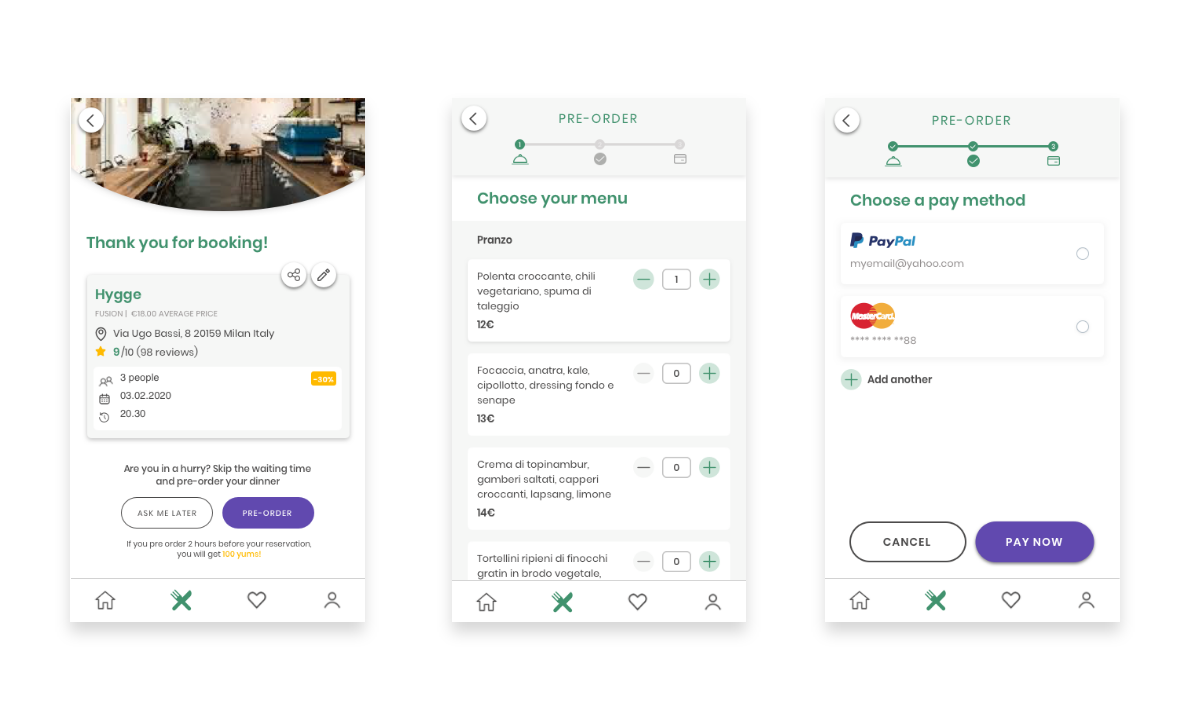 Thank you for booking!
Hygge
FUSION | €18.00 AVERAGE PRICE
Via Ugo Bassi, 8 20159 Milan Italy
9/10 (98 reviews)
3 people
-30%
03.02.2020
20.30
Are you in a hurry? Skip the waiting time
and pre-order your dinner
ASK ME LATER
PRE-ORDER
If you pre order 2 hours before your reservation,
you will get 100 yums!
PRE-ORDER
1
Choose your menu
Pranzo
Polenta croccante, chili
vegetariano, spuma di
taleggio
12€
1
Focaccia, anatra, kale,
cipollotto, dressing fondo e
senape
13€
0
Crema di topinambur,
gamberi saltati, capperi
croccanti, lapsang, limone
14€
0
Tortellini ripieni di finocchi
gratin in brodo vegetale,
0
PRE-ORDER
3
Choose a pay method
PayPal
myemail@yahoo.com
MasterCard.
**** **** **88
Add another
CANCEL
PAY NOW